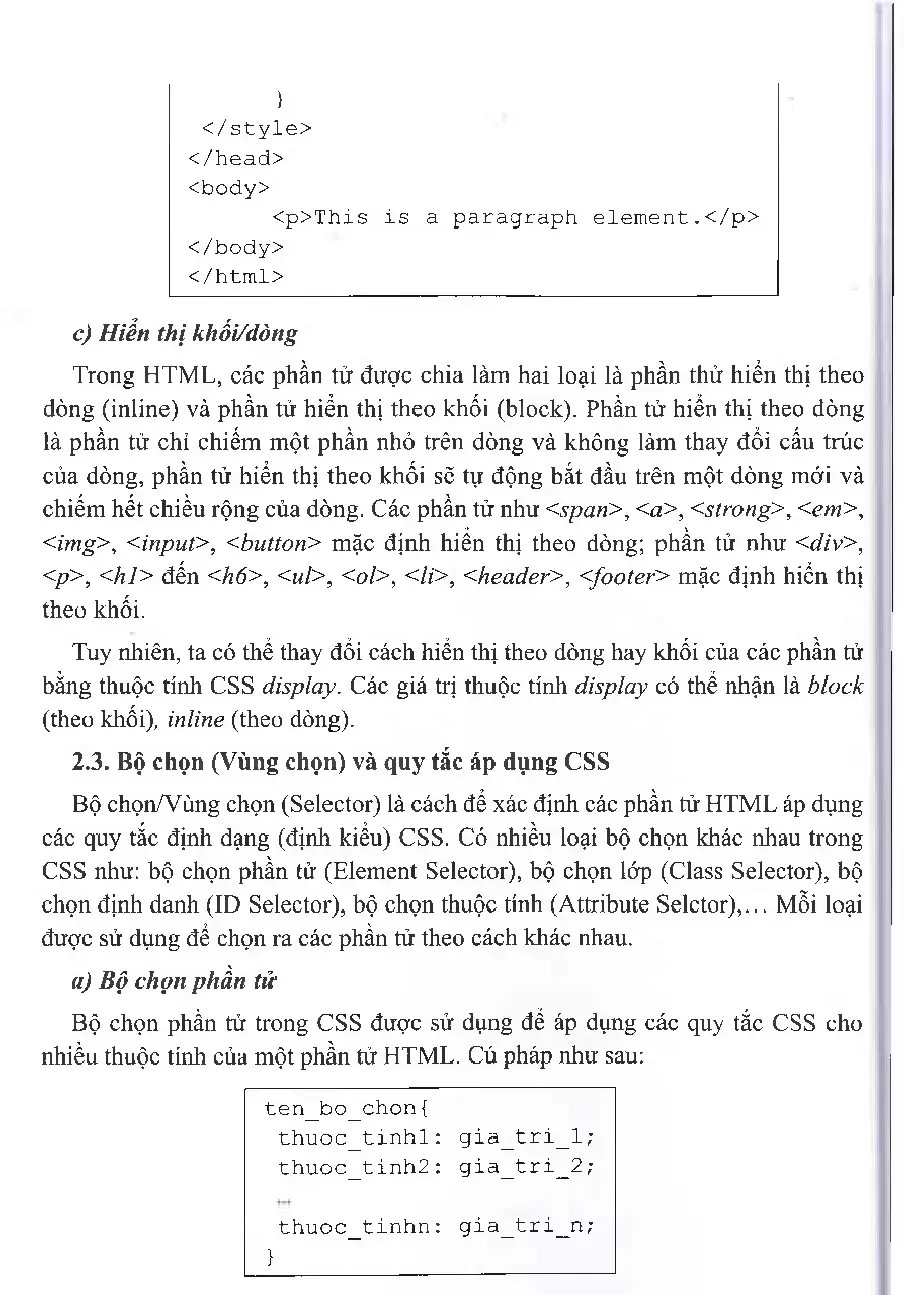 }
</style>
</head>
<body>
<p>This is a paragraph element.</p>
</body>
</html>
c) Hiển thị khối/dòng
Trong HTML, các phần tử được chia làm hai loại là phần thử hiển thị theo
dòng (inline) và phần tử hiển thị theo khối (block). Phần tử hiển thị theo dòng
là phần tử chỉ chiếm một phần nhỏ trên dòng và không làm thay đổi cấu trúc
của dòng, phần tử hiển thị theo khối sẽ tự động bắt đầu trên một dòng mới và
chiếm hết chiều rộng của dòng. Các phần tử như <span>, <a>, <strong>, <em>,
<img>, <input>, <button> mặc định hiển thị theo dòng; phần tử như <div>,
<p>, <h1> đến <h6>, <ul>, <ol>, <li>, <header>, <footer> mặc định hiển thị
theo khối.
Tuy nhiên, ta có thể thay đổi cách hiển thị theo dòng hay khối của các phần tử
bằng thuộc tính CSS display. Các giá trị thuộc tính display có thể nhận là block
(theo khối), inline (theo dòng).
2.3. Bộ chọn (Vùng chọn) và quy tắc áp dụng CSS
Bộ chọn/Vùng chọn (Selector) là cách để xác định các phần tử HTML áp dụng
các quy tắc định dạng (định kiểu) CSS. Có nhiều loại bộ chọn khác nhau trong
CSS như: bộ chọn phần tử (Element Selector), bộ chọn lớp (Class Selector), bộ
chọn định danh (ID Selector), bộ chọn thuộc tính (Attribute Selctor),... Mỗi loại
được sử dụng để chọn ra các phần tử theo cách khác nhau.
a) Bộ chọn phần tử
Bộ chọn phần tử trong CSS được sử dụng để áp dụng các quy tắc CSS cho
nhiều thuộc tính của một phần tử HTML. Cú pháp như sau:
ten_bo_chon{
thuoc_tinh1: gia_tri_1;
thuoc_tinh2: gia_tri_2;
…
thuoc_tinhn: gia_tri_n;
}